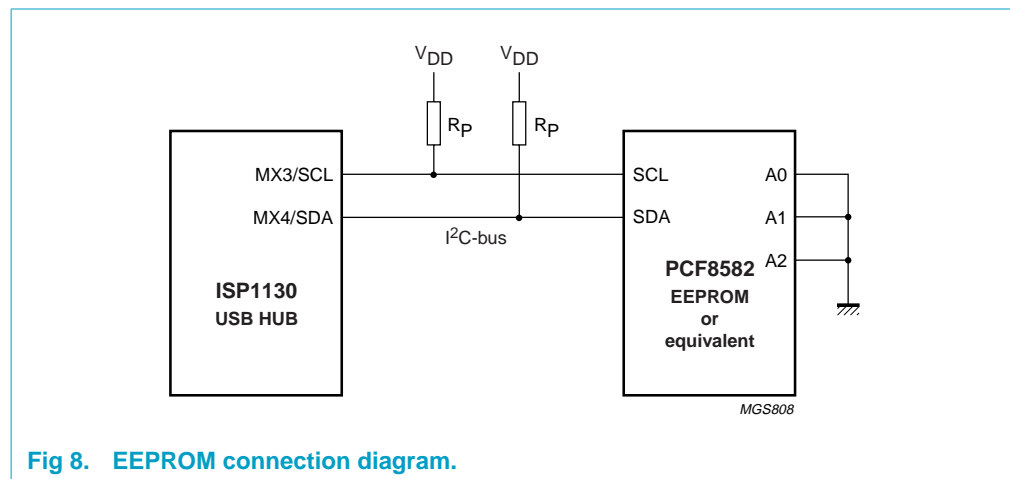 VDD VDD
RP RP
MX3/SCL SCL A0
MX4/SDA SDA A1
I2C-bus
A2
ISP1130
USB HUB
PCF8582
EEPROM
or
equivalent
MGS808
Fig 8. EEPROM connection diagram.